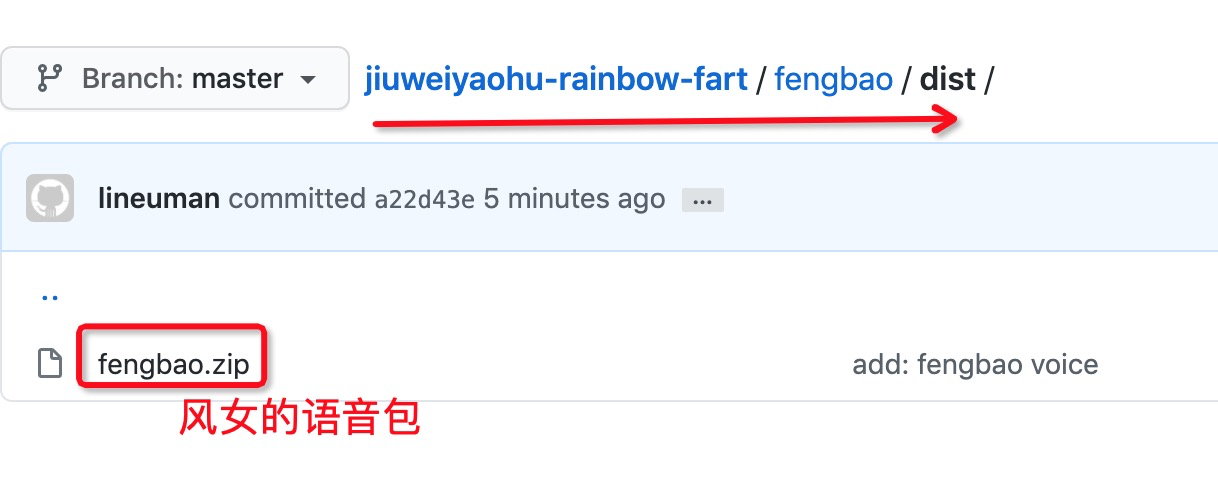 Branch: master jiuweiyaohu-rainbow-fart / fengbao / dist /
lineuman committed a22d43e 5 minutes ago ...
..
fengbao.zip add: fengbao voice
风女的语音包